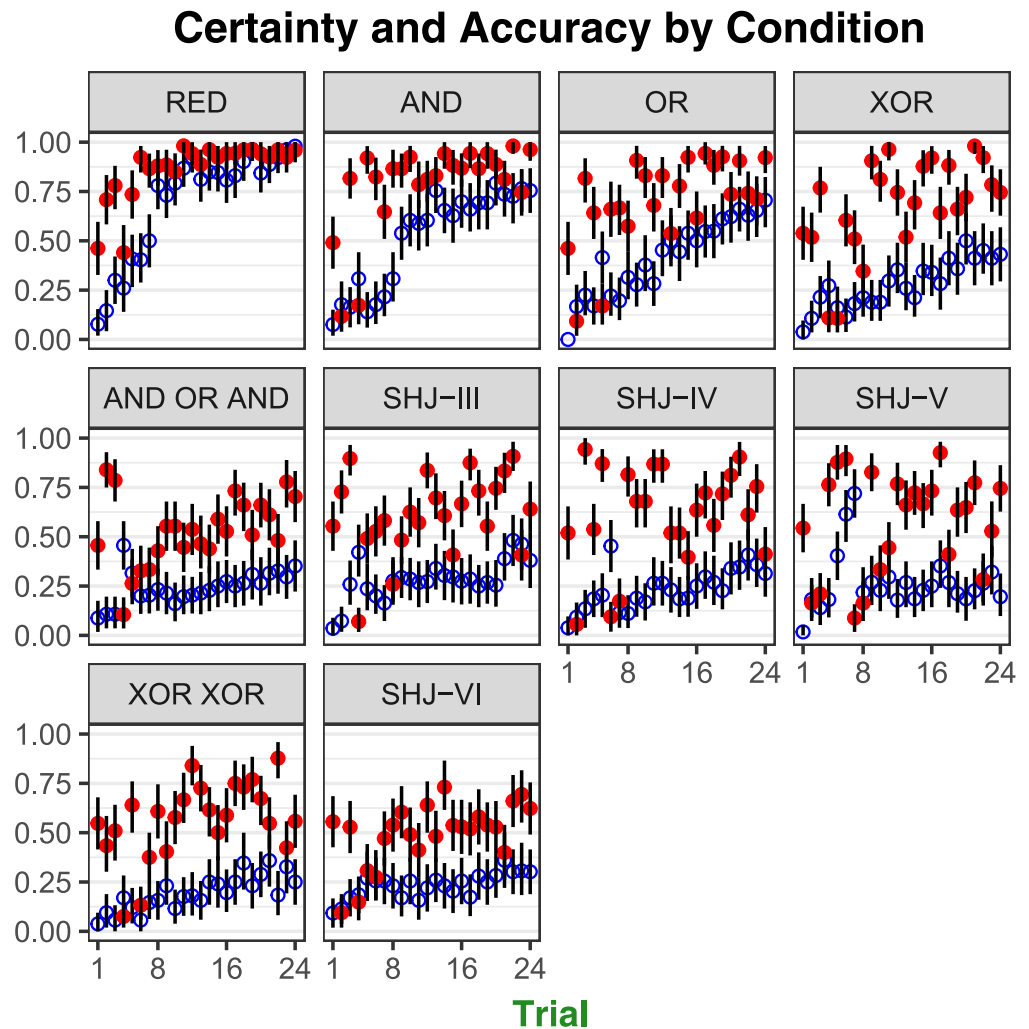 Certainty and Accuracy by Condition
RED AND OR XOR
1.00
0.75
0.50
0.25
0.00
AND OR AND SHJ−III SHJ−IV SHJ−V
1.00
0.75
0.50
0.25
0.00
1 8 16 24 1 8 16 24
XOR XOR SHJ−VI
1.00
0.75
0.50
0.25
0.00
1 8 16 24 1 8 16 24
Trial